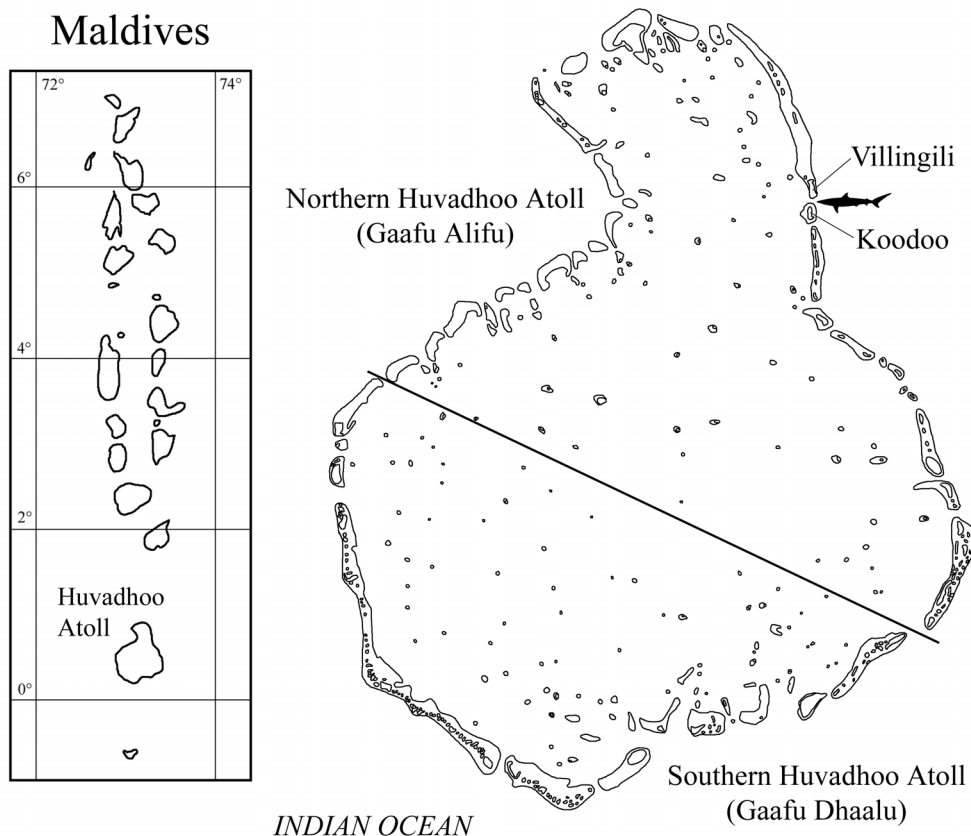 Maldives
72°
74°
6°
4°
2°
0°
Huvadhoo
Atoll
Northern Huvadhoo Atoll
(Gaafu Alifu)
Villingili
Koodoo
Southern Huvadhoo Atoll
(Gaafu Dhaalu)
INDIAN OCEAN